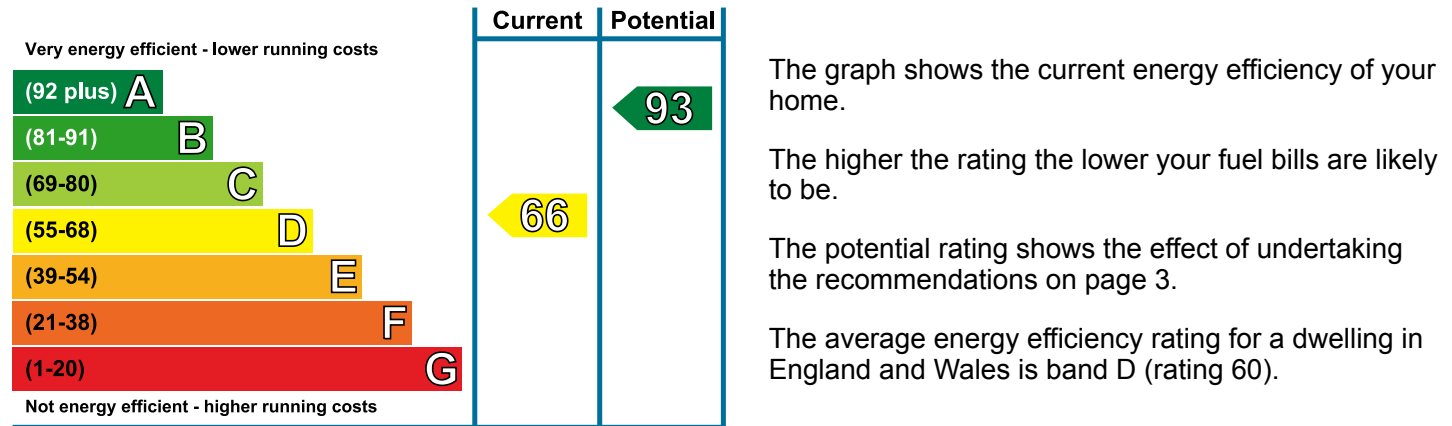 Current Potential
Very energy efficient - lower running costs
(92 plus) A
93
(81-91) B
(69-80) C
66
(55-68) D
(39-54) E
(21-38) F
(1-20) G
Not energy efficient - higher running costs
The graph shows the current energy efficiency of your
home.
The higher the rating the lower your fuel bills are likely
to be.
The potential rating shows the effect of undertaking
the recommendations on page 3.
The average energy efficiency rating for a dwelling in
England and Wales is band D (rating 60).